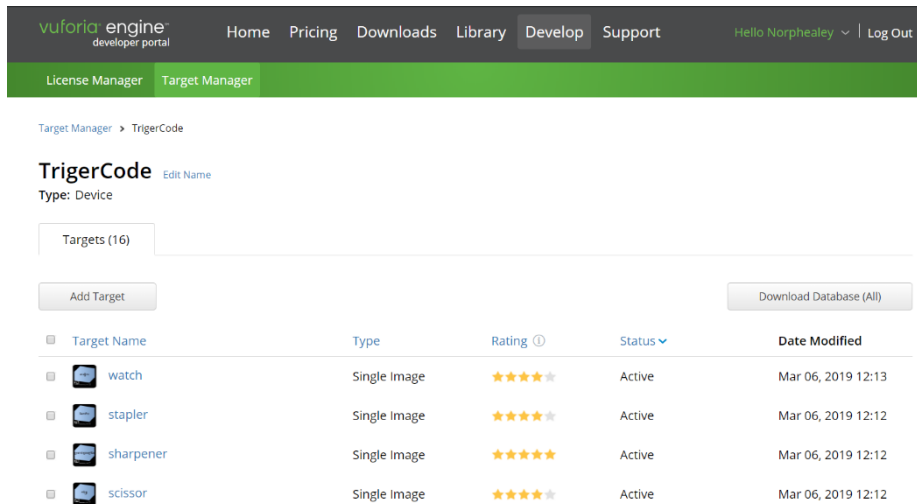 vuforia engine Home Pricing Downloads Library Develop Support Hello Norphealey | Log Out
developer portal
License Manager Target Manager
Target Manager > TrigerCode
TrigerCode Edit Name
Type: Device
Targets (16)
Add Target Download Database (All)
Target Name Type Rating Status Date Modified
watch Single Image Active Mar 06, 2019 12:13
stapler Single Image Active Mar 06, 2019 12:12
sharpener Single Image Active Mar 06, 2019 12:12
scissor Single Image Active Mar 06, 2019 12:12